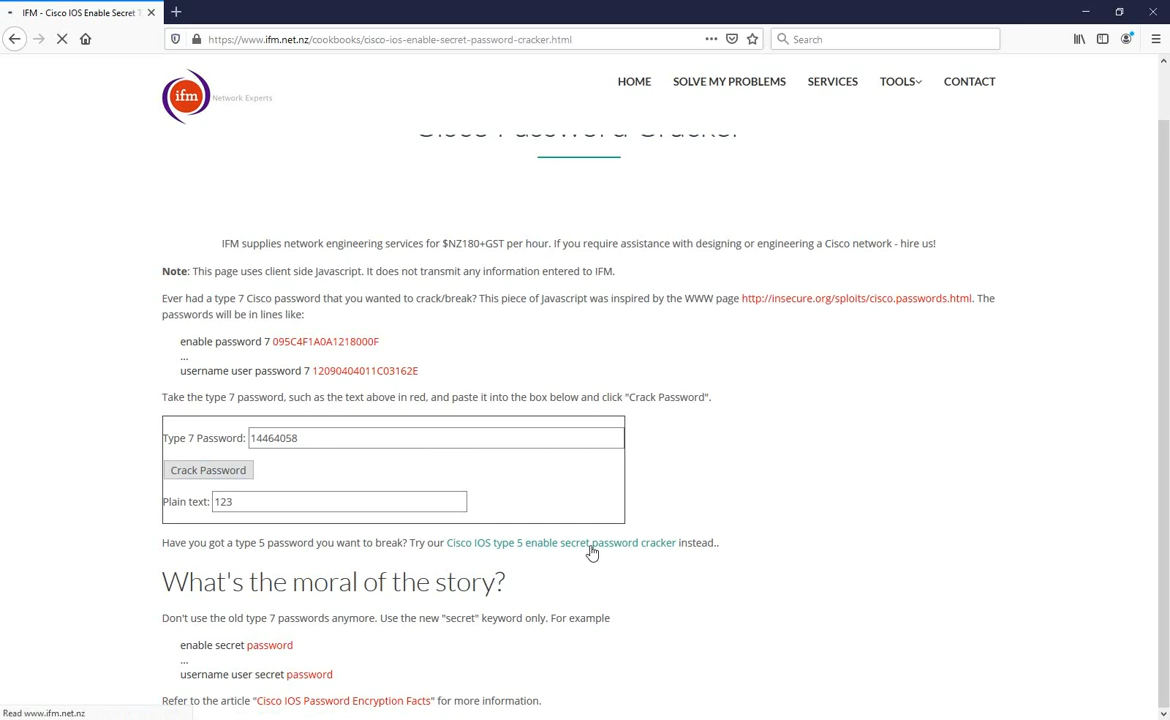 IFM - Cisco IOS Enable Secret T
https://www.ifm.net.nz/cookbooks/cisco-ios-enable-secret-password-cracker.html
Search
ifm
Network Experts
HOME SOLVE MY PROBLEMS SERVICES TOOLS CONTACT
Cisco Password Cracker
IFM supplies network engineering services for $NZ180+GST per hour. If you require assistance with designing or engineering a Cisco network - hire us!
Note: This page uses client side Javascript. It does not transmit any information entered to IFM.
Ever had a type 7 Cisco password that you wanted to crack/break? This piece of Javascript was inspired by the WWW page http://insecure.org/sploits/cisco.passwords.html. The
passwords will be in lines like:
enable password 7 095C4F1A0A1218000F
...
username user password 7 12090404011C03162E
Take the type 7 password, such as the text above in red, and paste it into the box below and click "Crack Password".
Type 7 Password: 14464058
Crack Password
Plain text: 123
Have you got a type 5 password you want to break? Try our Cisco IOS type 5 enable secret password cracker instead..
What's the moral of the story?
Don't use the old type 7 passwords anymore. Use the new "secret" keyword only. For example
enable secret password
...
username user secret password
Refer to the article "Cisco IOS Password Encryption Facts" for more information.
Read www.ifm.net.nz